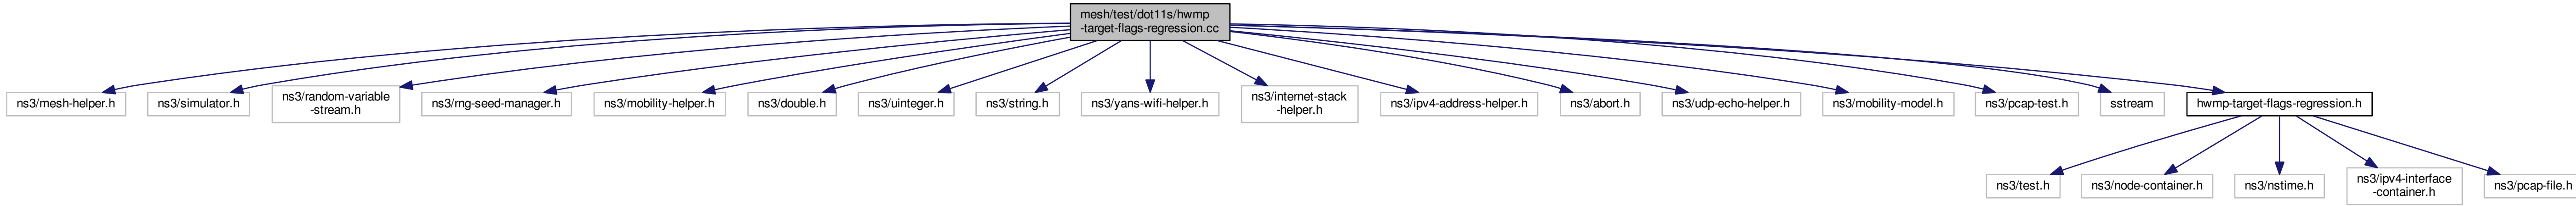 mesh/test/dot11s/hwmp
-target-flags-regression.cc
ns3/mesh-helper.h
ns3/simulator.h
ns3/random-variable
-stream.h
ns3/rng-seed-manager.h
ns3/mobility-helper.h
ns3/double.h
ns3/uinteger.h
ns3/string.h
ns3/yans-wifi-helper.h
ns3/internet-stack
-helper.h
ns3/ipv4-address-helper.h
ns3/abort.h
ns3/udp-echo-helper.h
ns3/mobility-model.h
ns3/pcap-test.h
sstream
hwmp-target-flags-regression.h
ns3/test.h
ns3/node-container.h
ns3/nstime.h
ns3/ipv4-interface
-container.h
ns3/pcap-file.h